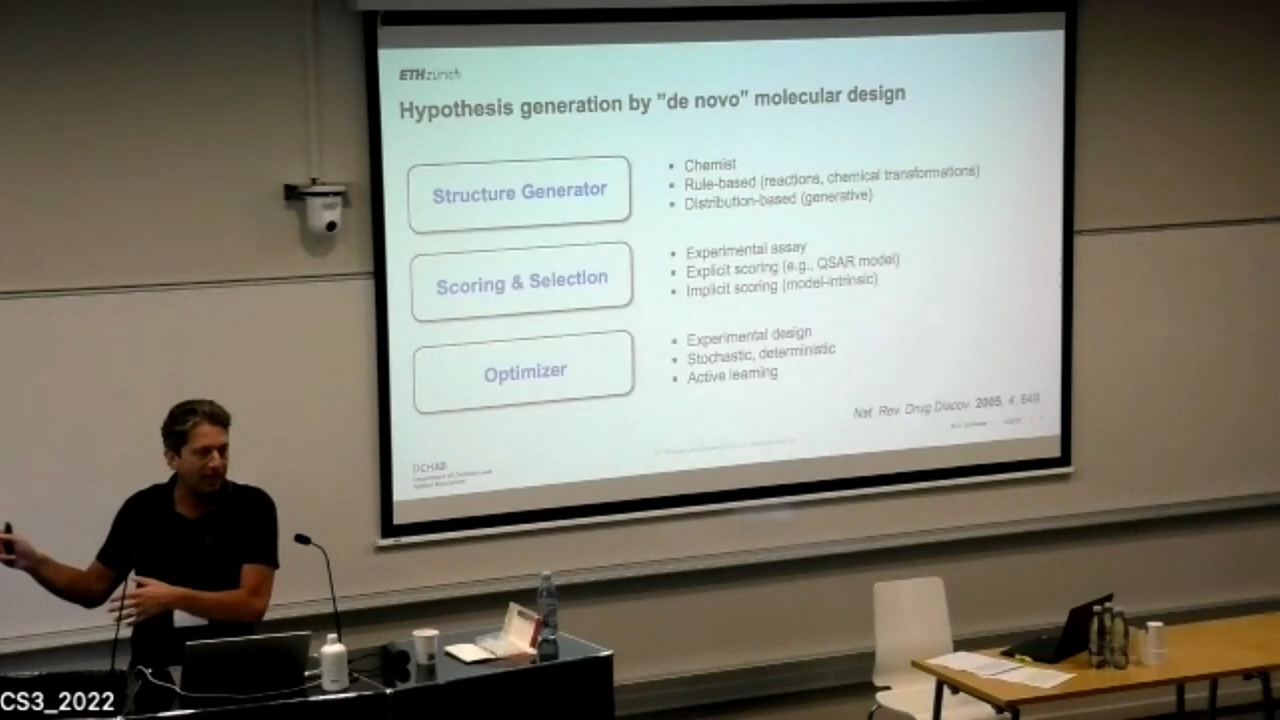 ETHzürich
Hypothesis generation by "de novo" molecular design
Structure Generator
Chemist
Rule-based (reactions, chemical transformations)
Distribution-based (generative)
Scoring & Selection
Experimental assay
Explicit scoring (e.g., QSAR model)
Implicit scoring (model-intrinsic)
Optimizer
Experimental design
Stochastic, deterministic
Active learning
Nat. Rev. Drug Discov. 2005, 4, 649
DCHAB
CS3_2022